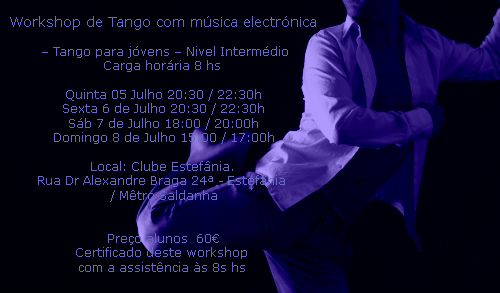 Workshop de Tango com música electrónica
– Tango para jóvens – Nivel Intermédio
Carga horária 8 hs
Quinta 05 Julho 20:30 / 22:30h
Sexta 6 de Julho 20:30 / 22:30h
Sáb 7 de Julho 18:00 / 20:00h
Domingo 8 de Julho 15:00 / 17:00h
Local: Clube Estefânia.
Rua Dr Alexandre Braga 24ª - Estefânia
/ Mêtro Saldanha
Preço alunos 60€
Certificado deste workshop
com a assistência às 8s hs